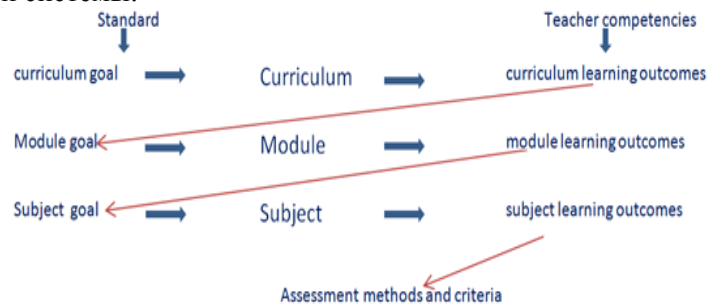 Standard Teacher competencies
curriculum goal Curriculum curriculum learning outcomes
Module goal Module module learning outcomes
Subject goal Subject subject learning outcomes
Assessment methods and criteria